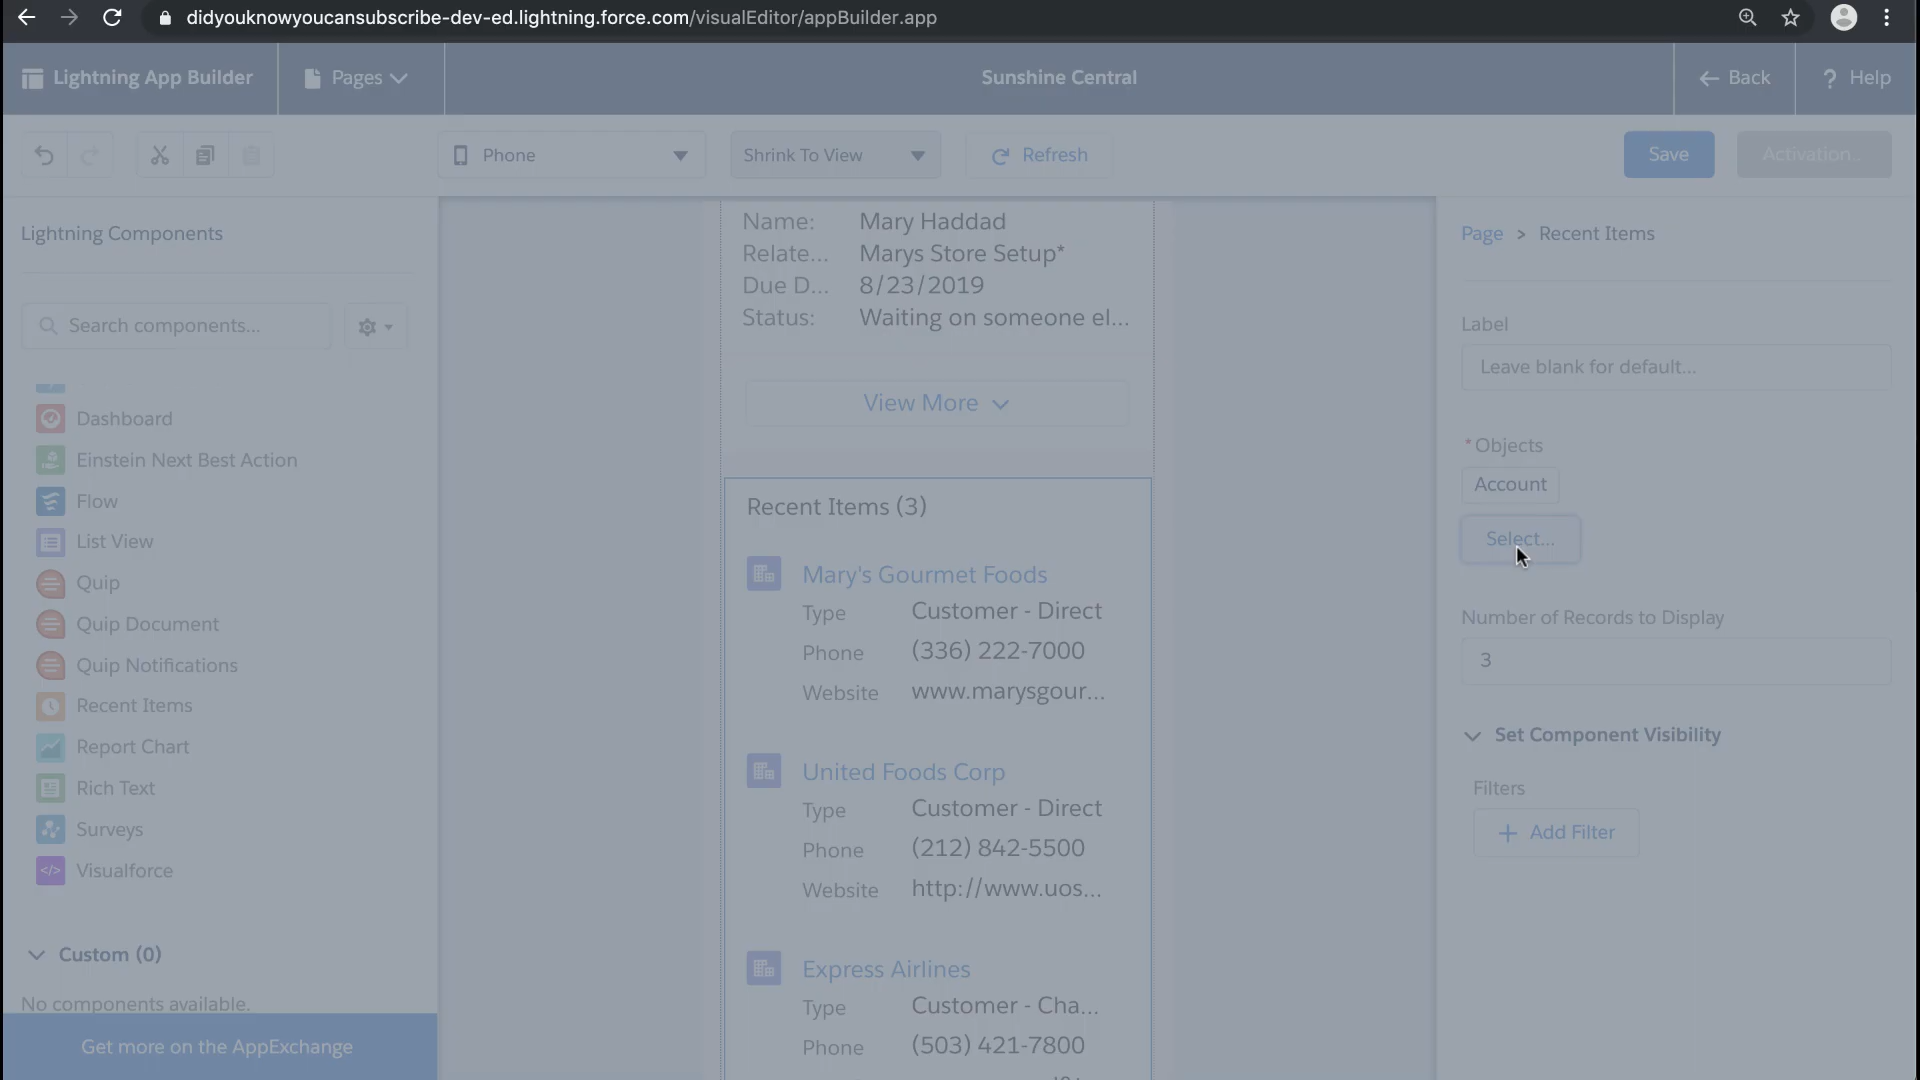 didyouknowyoucansubscribe-dev-ed.lightning.force.com/visualEditor/appBuilder.app
Lightning App Builder
Pages
Sunshine Central
Back
? Help
Phone
Shrink To View
Refresh
Save
Activation...
Lightning Components
Search components...
Dashboard
Einstein Next Best Action
Flow
List View
Quip
Quip Document
Quip Notifications
Recent Items
Report Chart
Rich Text
Surveys
Visualforce
Custom (0)
No components available.
Get more on the AppExchange
Name: Mary Haddad
Relate... Marys Store Setup*
Due D... 8/23/2019
Status: Waiting on someone el...
View More
Recent Items (3)
Mary's Gourmet Foods
Type Customer - Direct
Phone (336) 222-7000
Website www.marysgour...
United Foods Corp
Type Customer - Direct
Phone (212) 842-5500
Website http://www.uos...
Express Airlines
Type Customer - Cha...
Phone (503) 421-7800
Page > Recent Items
Label
Leave blank for default...
*Objects
Account
Select...
Number of Records to Display
3
Set Component Visibility
Filters
+ Add Filter